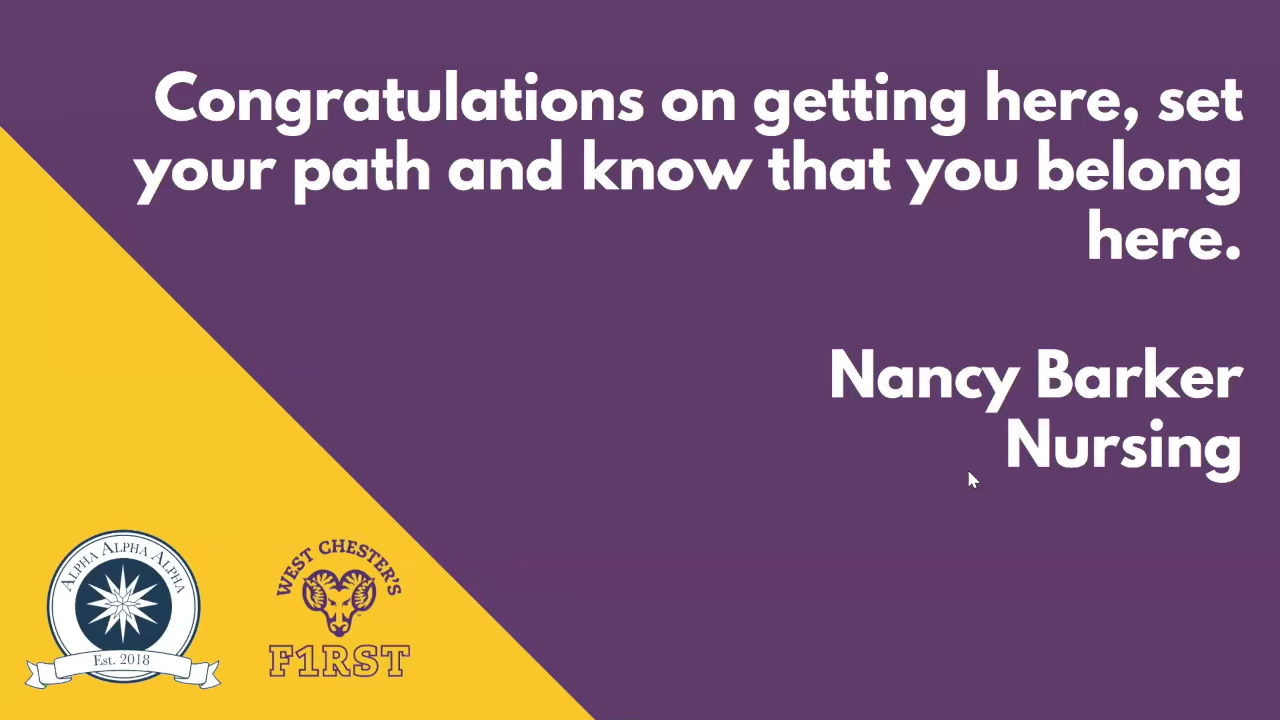 Congratulations on getting here, set
your path and know that you belong
here.
Nancy Barker
Nursing
ALPHA ALPHA ALPHA
Est. 2018
WEST CHESTER'S
F1RST